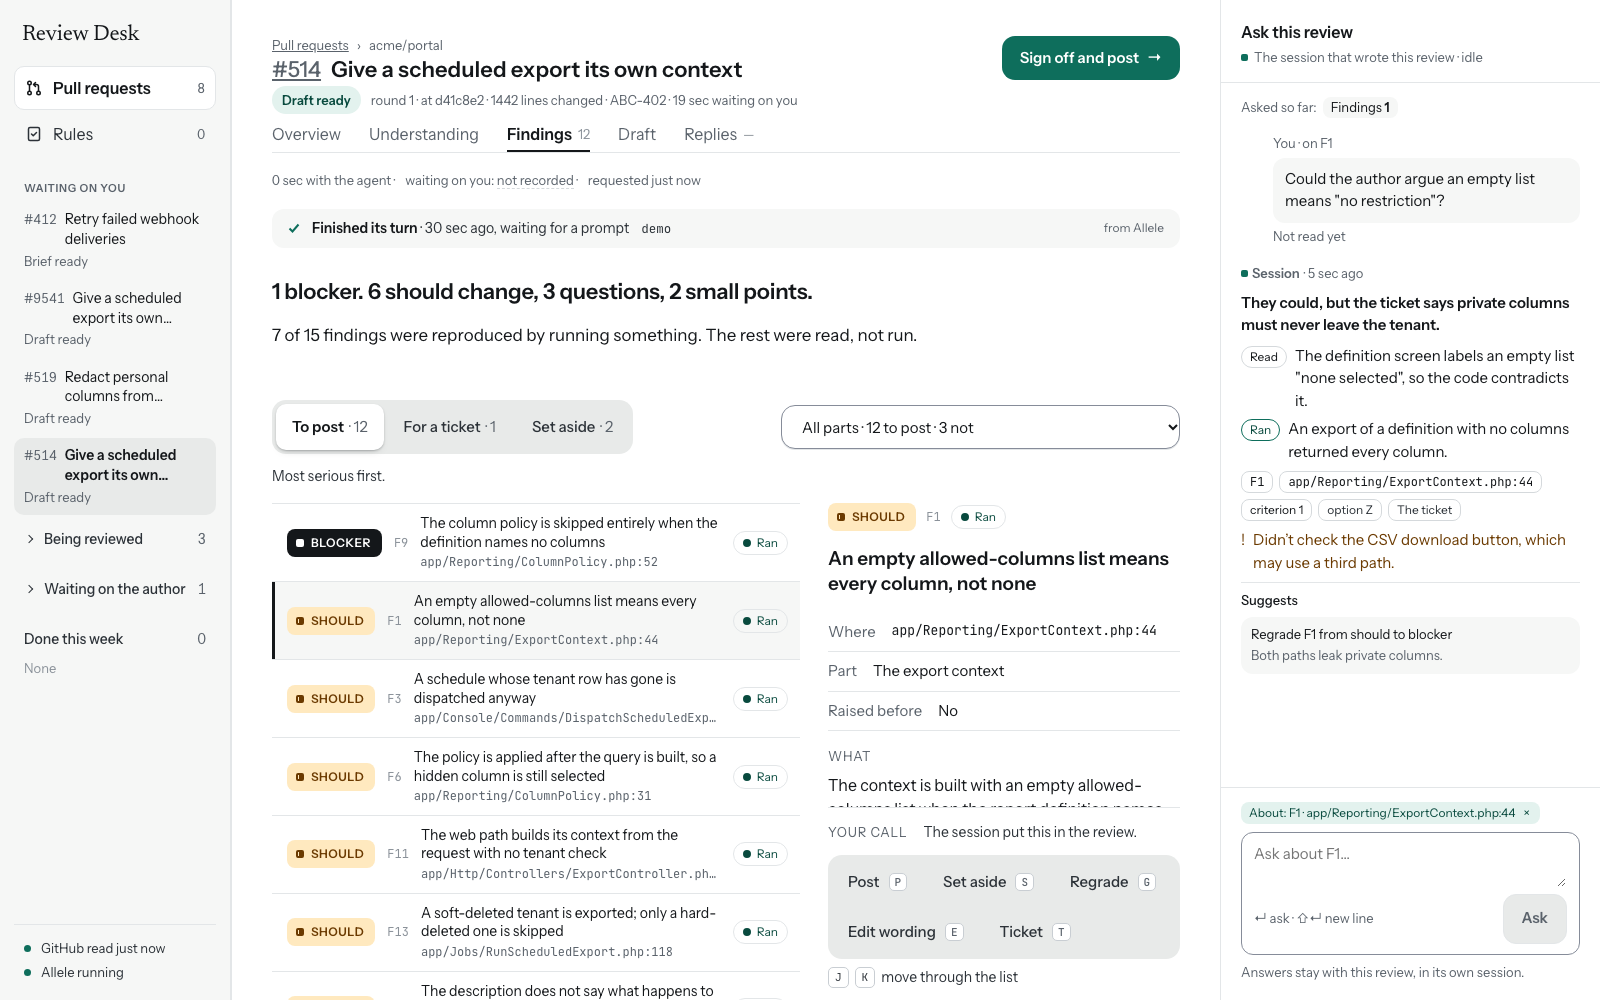 Review Desk
Pull requests 8
Rules 0
WAITING ON YOU
#412 Retry failed webhook
deliveries
Brief ready
#9541 Give a scheduled
export its own...
Draft ready
#519 Redact personal
columns from...
Draft ready
#514 Give a scheduled
export its own...
Draft ready
Being reviewed 3
Waiting on the author 1
Done this week 0
None
GitHub read just now
Allele running
Pull requests › acme/portal
#514 Give a scheduled export its own context
Sign off and post →
Draft ready round 1 · at d41c8e2 · 1442 lines changed · ABC-402 · 19 sec waiting on you
Overview Understanding Findings 12 Draft Replies —
0 sec with the agent · waiting on you: not recorded · requested just now
Finished its turn · 30 sec ago, waiting for a prompt demo from Allele
1 blocker. 6 should change, 3 questions, 2 small points.
7 of 15 findings were reproduced by running something. The rest were read, not run.
To post · 12 For a ticket · 1 Set aside · 2
All parts · 12 to post · 3 not
Most serious first.
BLOCKER F9 The column policy is skipped entirely when the
definition names no columns
app/Reporting/ColumnPolicy.php:52
Ran
SHOULD F1 An empty allowed-columns list means every
column, not none
app/Reporting/ExportContext.php:44
Ran
SHOULD F3 A schedule whose tenant row has gone is
dispatched anyway
app/Console/Commands/DispatchScheduledExp…
Ran
SHOULD F6 The policy is applied after the query is built, so a
hidden column is still selected
app/Reporting/ColumnPolicy.php:31
Ran
SHOULD F11 The web path builds its context from the
request with no tenant check
app/Http/Controllers/ExportController.ph…
Ran
SHOULD F13 A soft-deleted tenant is exported; only a hard-
deleted one is skipped
app/Jobs/RunScheduledExport.php:118
Ran
The description does not say what happens to
SHOULD F1 Ran
An empty allowed-columns list means
every column, not none
Where app/Reporting/ExportContext.php:44
Part The export context
Raised before No
WHAT
The context is built with an empty allowed-
columns list when the report definition names
YOUR CALL The session put this in the review.
Post P Set aside S Regrade G
Edit wording E Ticket T
J K move through the list
Ask this review
The session that wrote this review · idle
Asked so far: Findings 1
You · on F1
Could the author argue an empty list
means "no restriction"?
Not read yet
Session · 5 sec ago
They could, but the ticket says private columns
must never leave the tenant.
Read The definition screen labels an empty list
"none selected", so the code contradicts
it.
Ran An export of a definition with no columns
returned every column.
F1 app/Reporting/ExportContext.php:44
criterion 1 option Z The ticket
! Didn't check the CSV download button, which
may use a third path.
Suggests
Regrade F1 from should to blocker
Both paths leak private columns.
About: F1 · app/Reporting/ExportContext.php:44 ×
Ask about F1...
↵ ask · ⇧↵ new line
Ask
Answers stay with this review, in its own session.